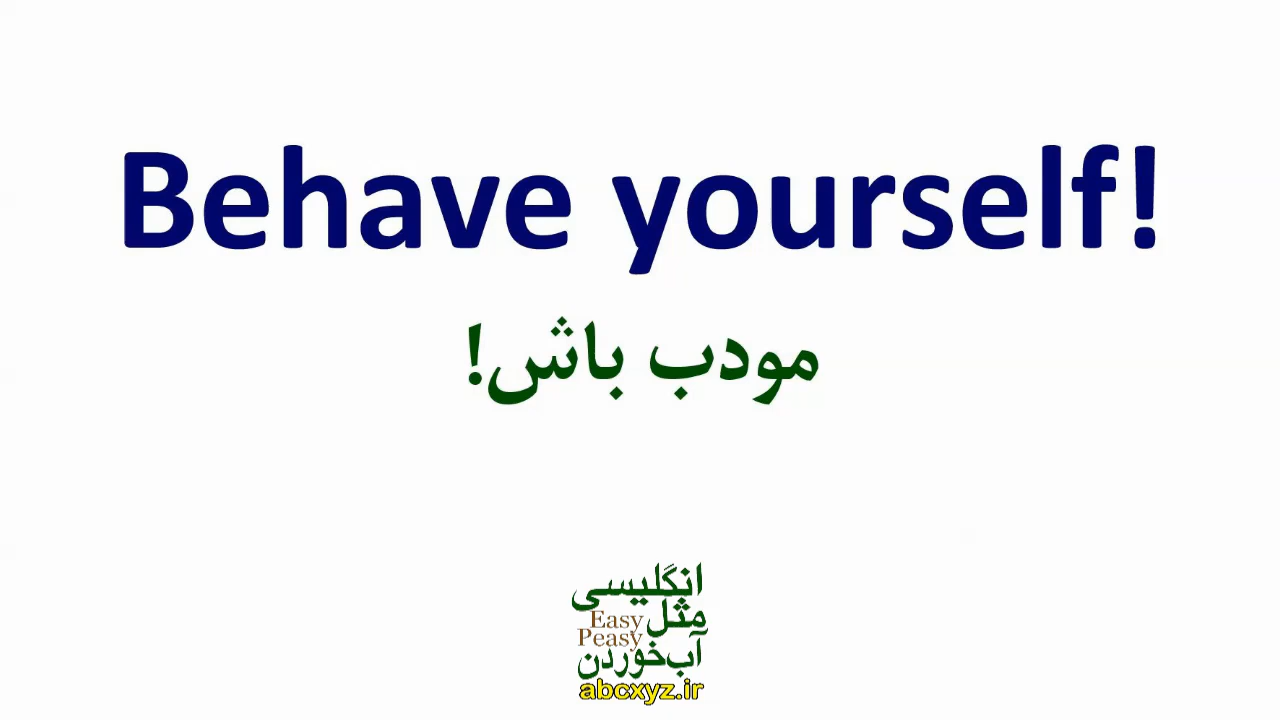 Behave yourself!
مودب باش!
انگلیسی
مثل Easy
Peasy
آب‌خوردن
abcxyz.ir